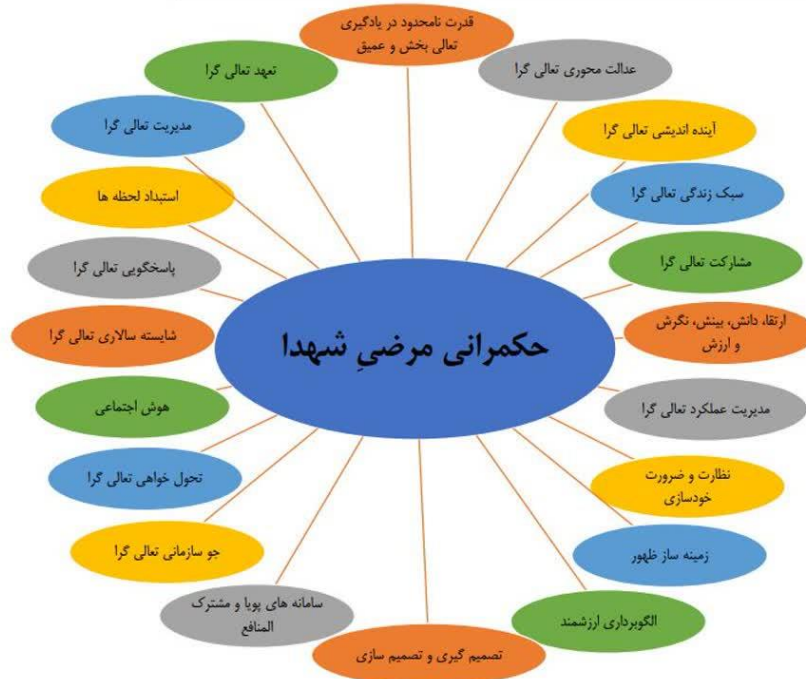 قدرت نامحدود در یادگیری
تعالی بخش و عمیق
عدالت محوری تعالی گرا
آینده اندیشی تعالی گرا
سبک زندگی تعالی گرا
مشارکت تعالی گرا
ارتقا، دانش، بینش، نگرش
و ارزش
مدیریت عملکرد تعالی گرا
نظارت و ضرورت
خودسازی
زمینه ساز ظهور
الگوبرداری ارزشمند
تصمیم گیری و تصمیم سازی
سامانه های پویا و مشترک
المنافع
جو سازمانی تعالی گرا
تحول خواهی تعالی گرا
هوش اجتماعی
شایسته سالاری تعالی گرا
پاسخگویی تعالی گرا
استبداد لحظه ها
مدیریت تعالی گرا
تعهد تعالی گرا
حکمرانی مرضیِ شهدا